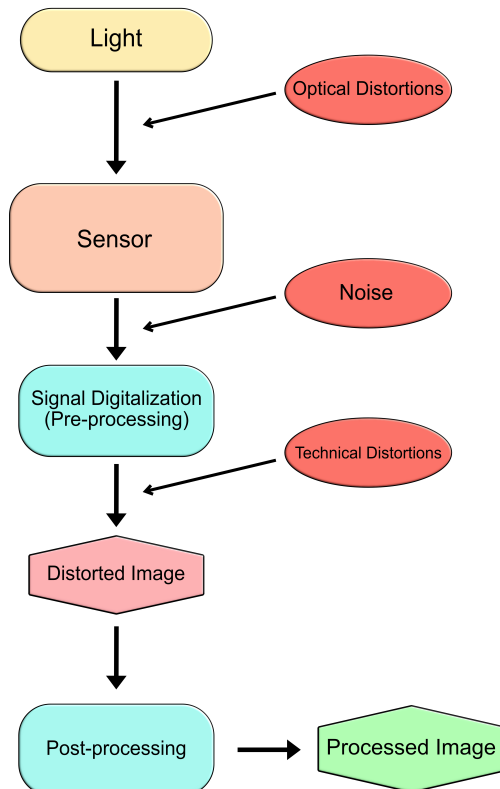 Light
Optical Distortions
Sensor
Noise
Signal Digitalization
(Pre-processing)
Technical Distortions
Distorted Image
Post-processing
Processed Image